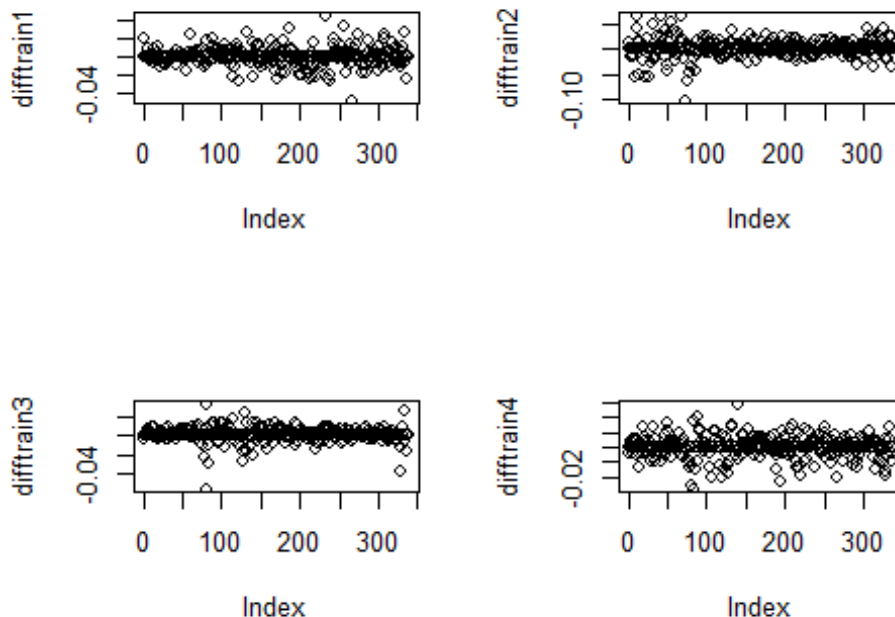 difftrain1
-0.04
0 100 200 300
Index
difftrain2
-0.10
0 100 200 300
Index
difftrain3
-0.04
0 100 200 300
Index
difftrain4
-0.02
0 100 200 300
Index